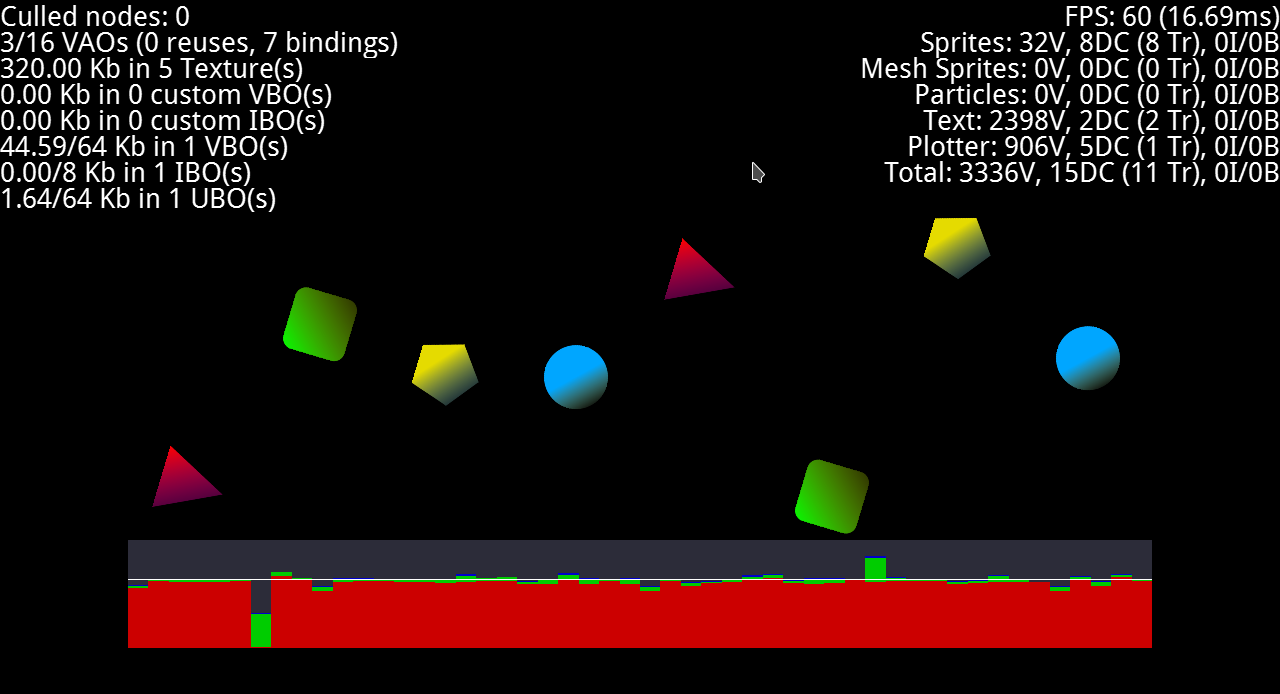 Culled nodes: 0
3/16 VAOs (0 reuses, 7 bindings)
320.00 Kb in 5 Texture(s)
0.00 Kb in 0 custom VBO(s)
0.00 Kb in 0 custom IBO(s)
44.59/64 Kb in 1 VBO(s)
0.00/8 Kb in 1 IBO(s)
1.64/64 Kb in 1 UBO(s)
FPS: 60 (16.69ms)
Sprites: 32V, 8DC (8 Tr), 0I/0B
Mesh Sprites: 0V, 0DC (0 Tr), 0I/0B
Particles: 0V, 0DC (0 Tr), 0I/0B
Text: 2398V, 2DC (2 Tr), 0I/0B
Plotter: 906V, 5DC (1 Tr), 0I/0B
Total: 3336V, 15DC (11 Tr), 0I/0B